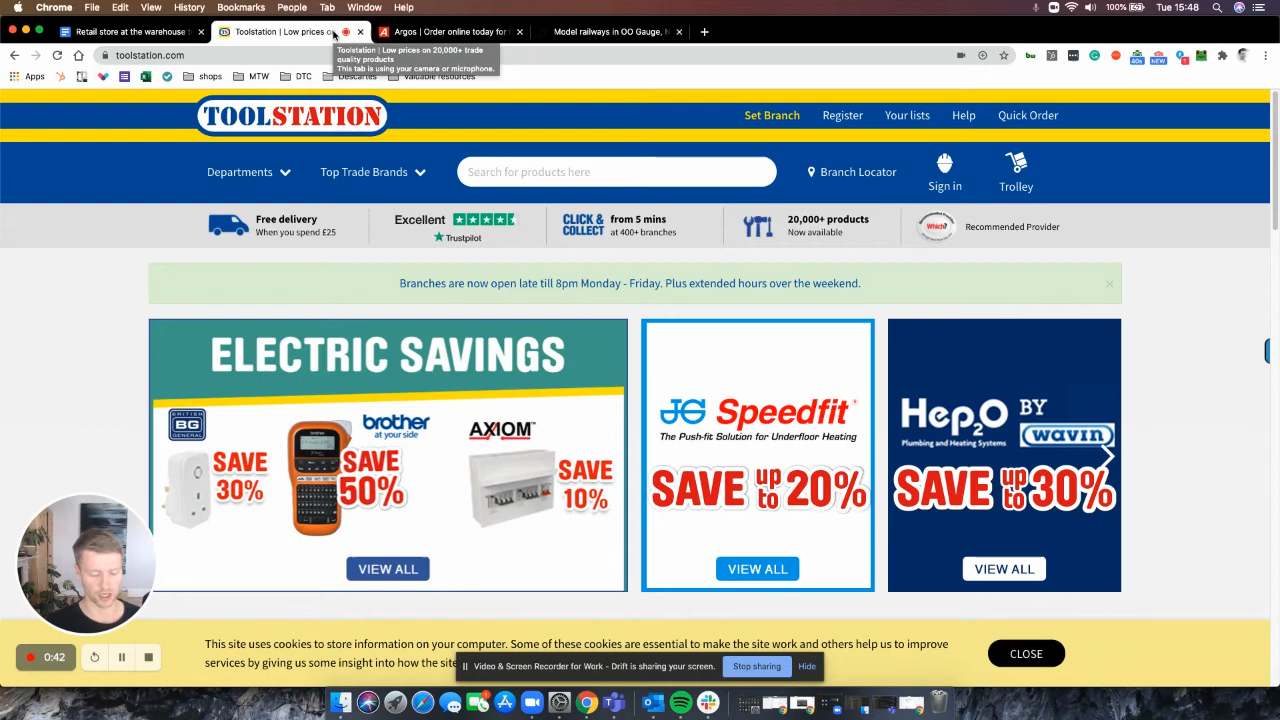 Chrome File Edit View History Bookmarks People Tab Window Help
15:48
Retail store at the warehouse
Toolstation | Low prices
Argos | Order online today for
Model railways in OO Gauge, N
Toolstation | Low prices on 20,000+ trade
quality products
This tab is using your camera or microphone.
toolstation.com
40s
NEW
Apps
shops
MTW
DTC
Descartes
Valuable resources
TOOLSTATION
Set Branch Register Your lists Help Quick Order
Departments
Top Trade Brands
Search for products here
Branch Locator
Sign in
Trolley
Free delivery
When you spend £25
Excellent
Trustpilot
CLICK &
COLLECT
from 5 mins
at 400+ branches
20,000+ products
Now available
Which?
Recommended Provider
Branches are now open late till 8pm Monday - Friday. Plus extended hours over the weekend.
×
ELECTRIC SAVINGS
BRITISH
BG
GENERAL
SAVE
30%
brother
at your side
SAVE
50%
AXIOM™
SAVE
10%
VIEW ALL
JG Speedfit®
The Push-fit Solution for Underfloor Heating
SAVE up to 20%
VIEW ALL
Hep2O BY
Plumbing and Heating Systems
wavin
SAVE up to 30%
VIEW ALL
This site uses cookies to store information on your computer. Some of these cookies are essential to make the site work and others help us to improve
services by giving us some insight into how the site
CLOSE
0:42
Video & Screen Recorder for Work - Drift is sharing your screen.
Stop sharing
Hide